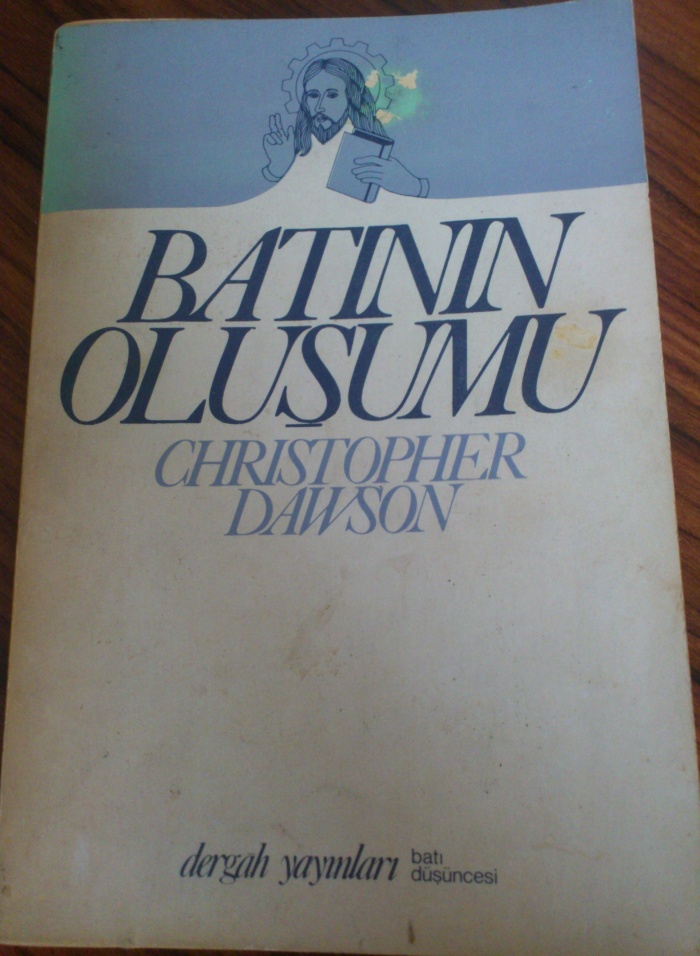 BATININ
OLUŞUMU
CHRISTOPHER
DAWSON
dergah yayınları
batı
düşüncesi